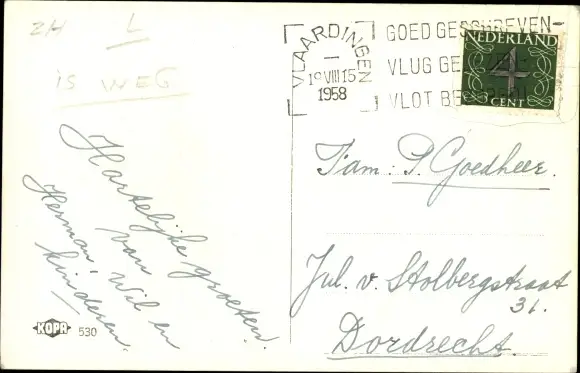 ZH L
IS WEG
VLAARDINGEN
19 VIII 15
1958
GOED GESCHREVEN-
VLUG GE
VLOT BE
NEDERLAND
4
CENT
Hartelijke groeten
van
Herman, Wil en
kinderen.
Fam: P. Goedheer.
Jul. v. Stolbergstraat
31.
Dordrecht.
KOPA 530